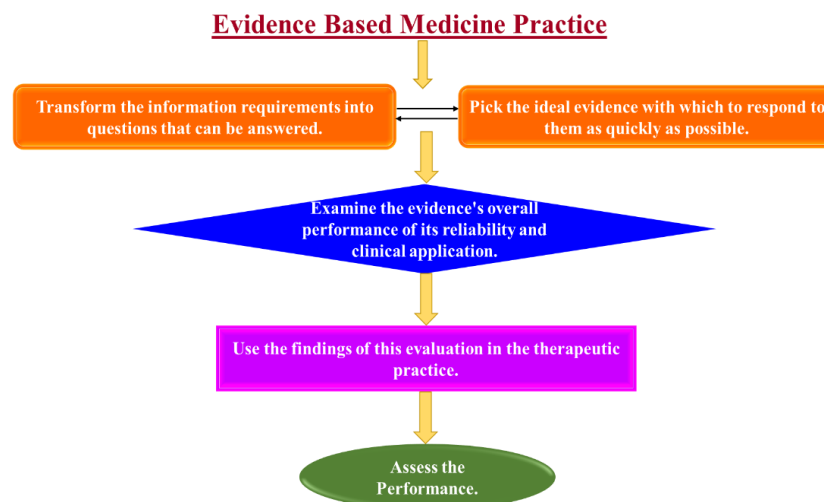 Evidence Based Medicine Practice
Transform the information requirements into
questions that can be answered.
Pick the ideal evidence with which to respond to
them as quickly as possible.
Examine the evidence's overall
performance of its reliability and
clinical application.
Use the findings of this evaluation in the therapeutic
practice.
Assess the
Performance.